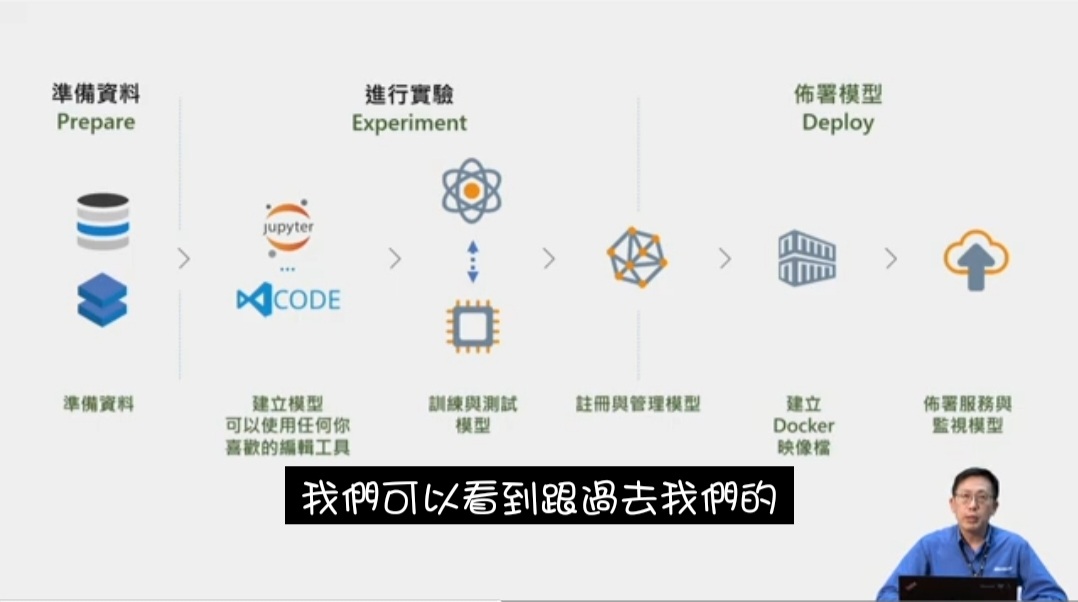 準備資料
Prepare
進行實驗
Experiment
佈署模型
Deploy
jupyter
CODE
準備資料
建立模型
可以使用任何你
喜歡的編輯工具
訓練與測試
模型
註冊與管理模型
建立
Docker
映像檔
佈署服務與
監視模型
我們可以看到跟過去我們的